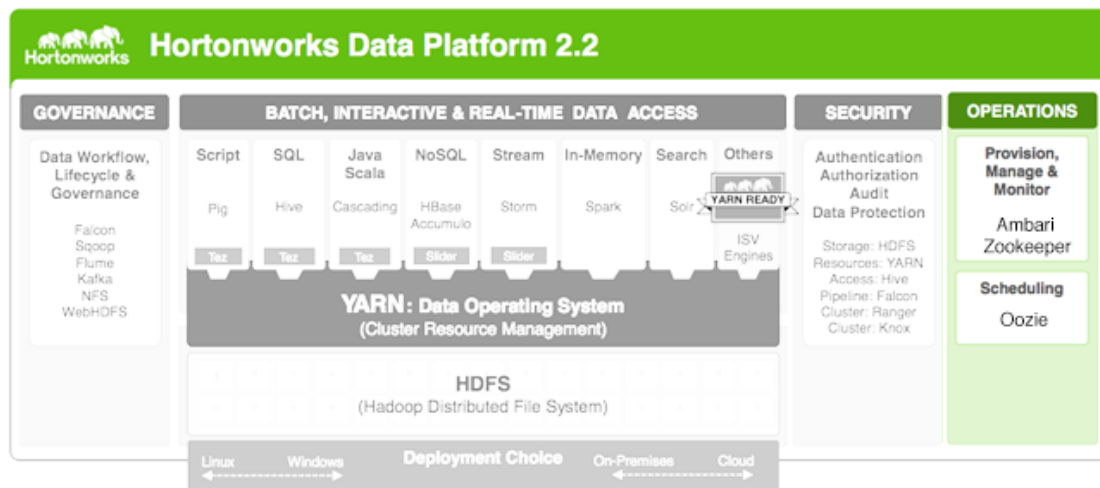 Hortonworks
Hortonworks Data Platform 2.2
GOVERNANCE
Data Workflow,
Lifecycle &
Governance
Falcon
Sqoop
Flume
Kafka
NFS
WebHDFS
BATCH, INTERACTIVE & REAL-TIME DATA ACCESS
Script
Pig
Tez
SQL
Hive
Tez
Java
Scala
Cascading
Tez
NoSQL
HBase
Accumulo
Slider
Stream
Storm
Slider
In-Memory
Spark
Search
Solr
Others
YARN READY
ISV
Engines
YARN : Data Operating System
(Cluster Resource Management)
HDFS
(Hadoop Distributed File System)
Linux Windows Deployment Choice On-Premises Cloud
SECURITY
Authentication
Authorization
Audit
Data Protection
Storage: HDFS
Resources: YARN
Access: Hive
Pipeline: Falcon
Cluster: Ranger
Cluster: Knox
OPERATIONS
Provision,
Manage &
Monitor
Ambari
Zookeeper
Scheduling
Oozie